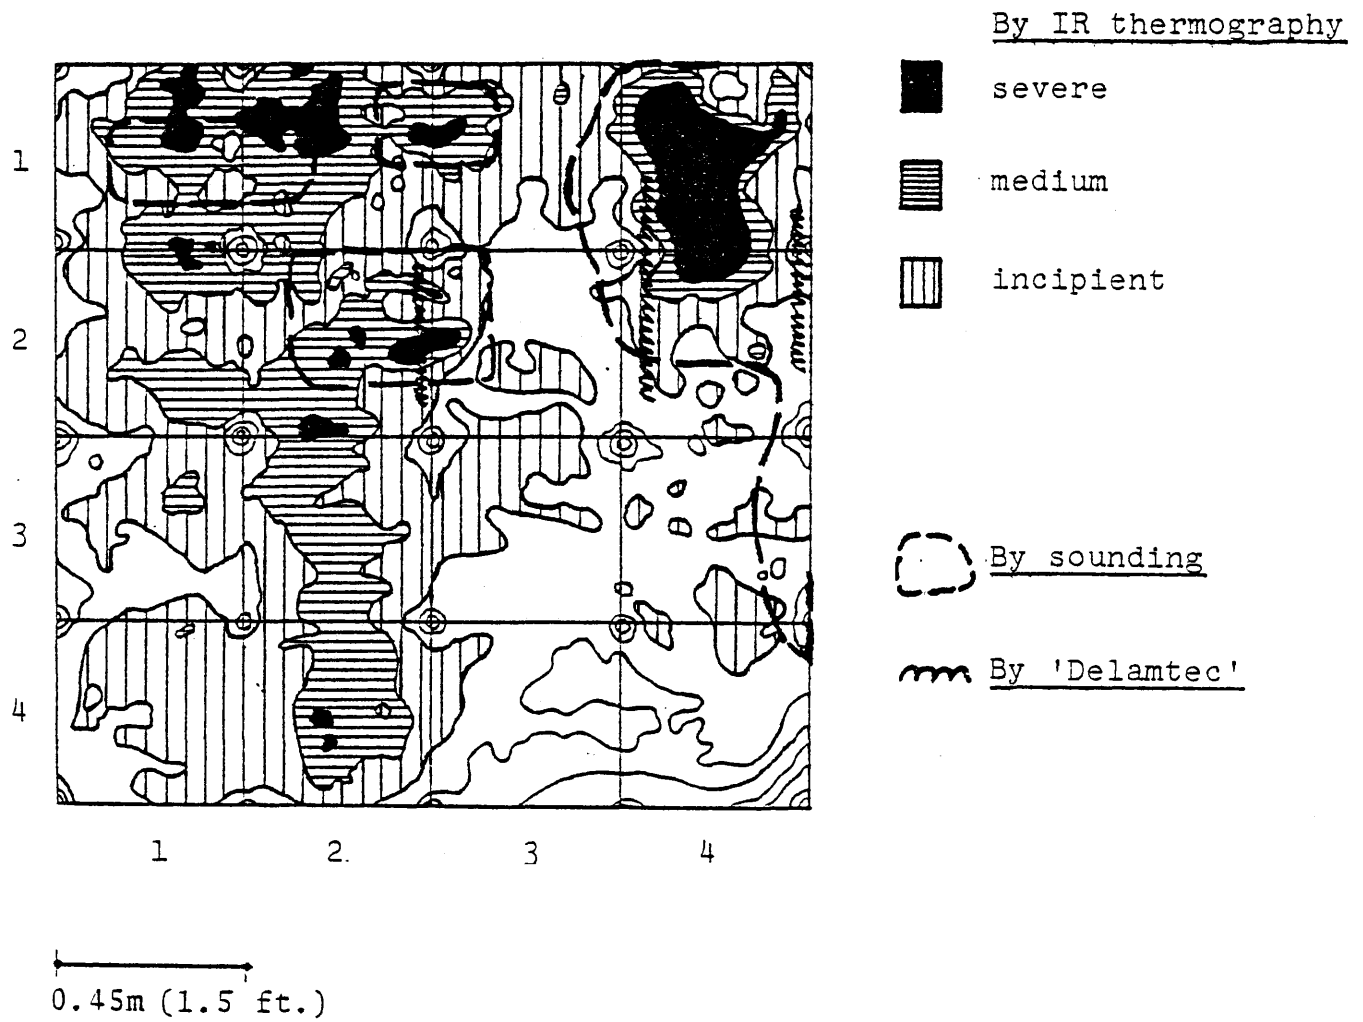 By IR thermography
severe
1
medium
incipient
2
3
By sounding
By 'Delamtec'
4
1 2. 3 4
0.45m (1.5 ft.)